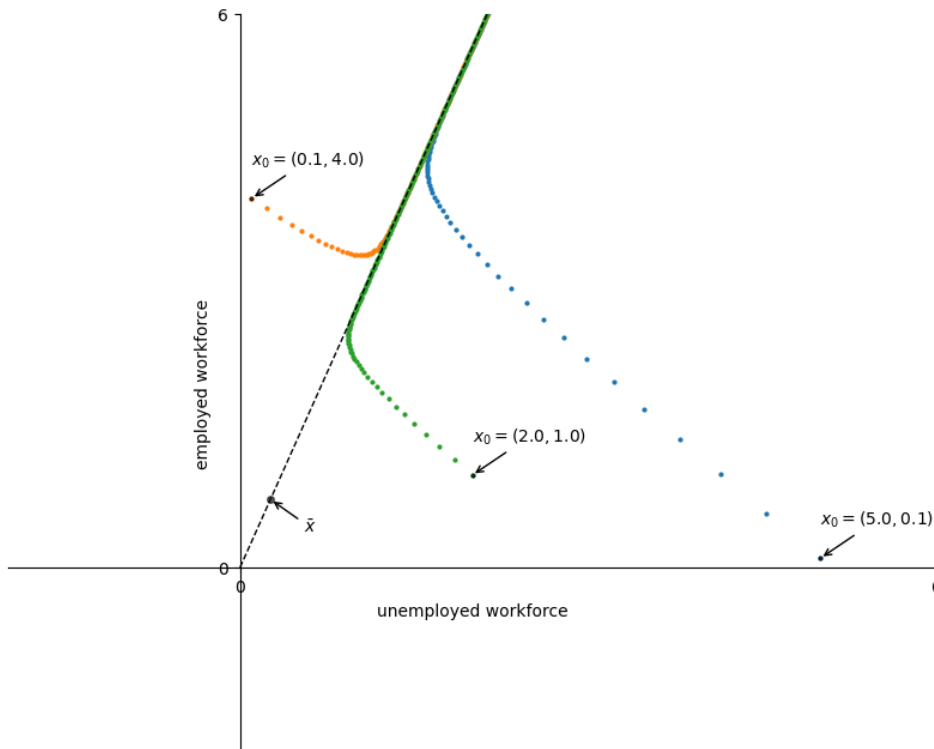 6
x₀ = (0.1, 4.0)
employed workforce
x₀ = (2.0, 1.0)
x̄
x₀ = (5.0, 0.1)
0
0
unemployed workforce